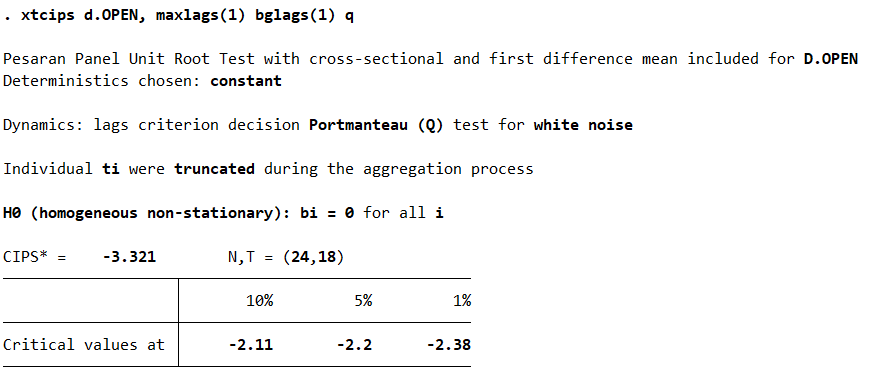 . xtcips d.OPEN, maxlags(1) bglags(1) q
Pesaran Panel Unit Root Test with cross-sectional and first difference mean included for D.OPEN
Deterministics chosen: constant
Dynamics: lags criterion decision Portmanteau (Q) test for white noise
Individual ti were truncated during the aggregation process
H0 (homogeneous non-stationary): bi = 0 for all i
CIPS* = -3.321 N,T = (24,18)
10% 5% 1%
Critical values at -2.11 -2.2 -2.38